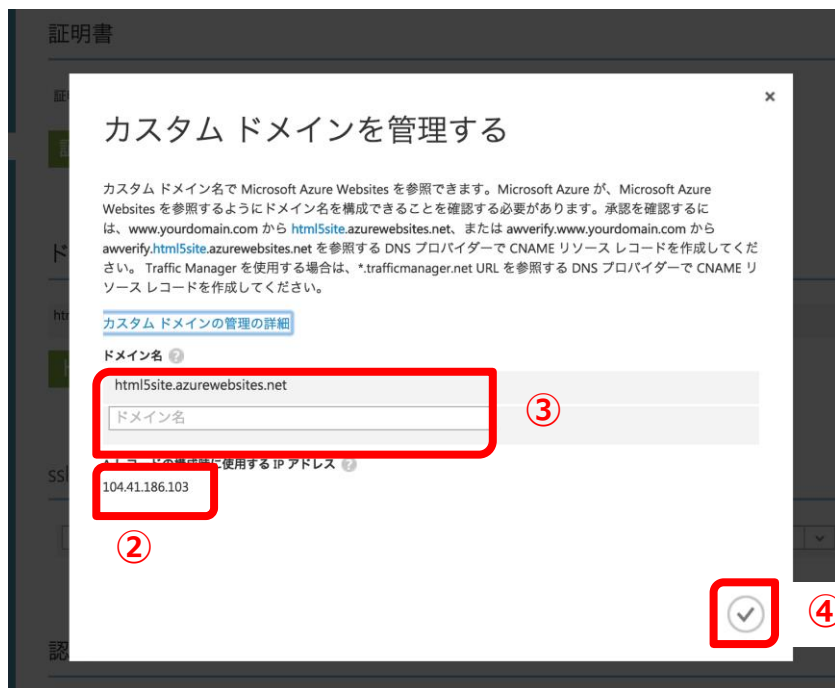 証明書
証
×
カスタム ドメインを管理する
カスタム ドメイン名で Microsoft Azure Websites を参照できます。Microsoft Azure が、Microsoft Azure
Websites を参照するようにドメイン名を構成できることを確認する必要があります。承認を確認するに
は、www.yourdomain.com から html5site.azurewebsites.net、または awverify.www.yourdomain.com から
awverify.html5site.azurewebsites.net を参照する DNS プロバイダーで CNAME リソース レコードを作成してくだ
さい。 Traffic Manager を使用する場合は、*.trafficmanager.net URL を参照する DNS プロバイダーで CNAME リ
ソース レコードを作成してください。
ド
htr
カスタム ドメインの管理の詳細
ドメイン名 ?
html5site.azurewebsites.net
ドメイン名
③
A レコードの構成時に使用する IP アドレス ?
ssl
104.41.186.103
②
④
認